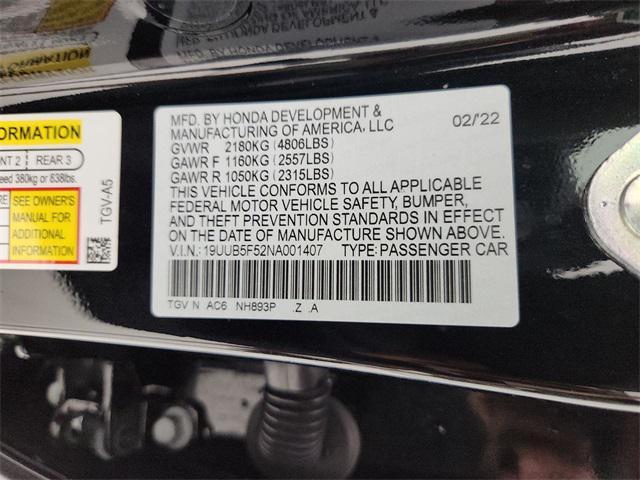 ORMATION
NT 2 REAR 3
eed 380kg or 838lbs.
SEE OWNER'S
MANUAL FOR
ADDITIONAL
INFORMATION
TGV-A5
MFD. BY HONDA DEVELOPMENT &
MANUFACTURING OF AMERICA, LLC 02/'22
GVWR 2180KG (4806LBS)
GAWR F 1160KG (2557LBS)
GAWR R 1050KG (2315LBS)
THIS VEHICLE CONFORMS TO ALL APPLICABLE
FEDERAL MOTOR VEHICLE SAFETY, BUMPER,
AND THEFT PREVENTION STANDARDS IN EFFECT
ON THE DATE OF MANUFACTURE SHOWN ABOVE.
V.I.N.: 19UUB5F52NA001407 TYPE: PASSENGER CAR
TGV N AC6 NH893P .Z .A